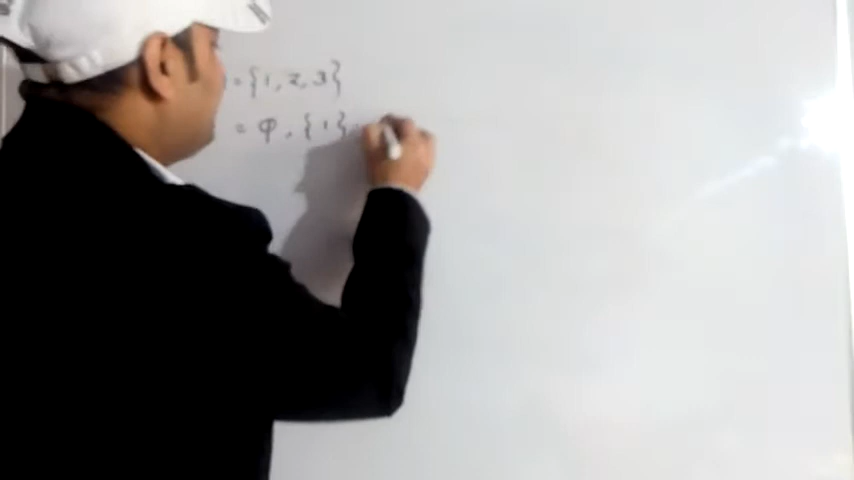 = {1, 2, 3}
= φ, {1}